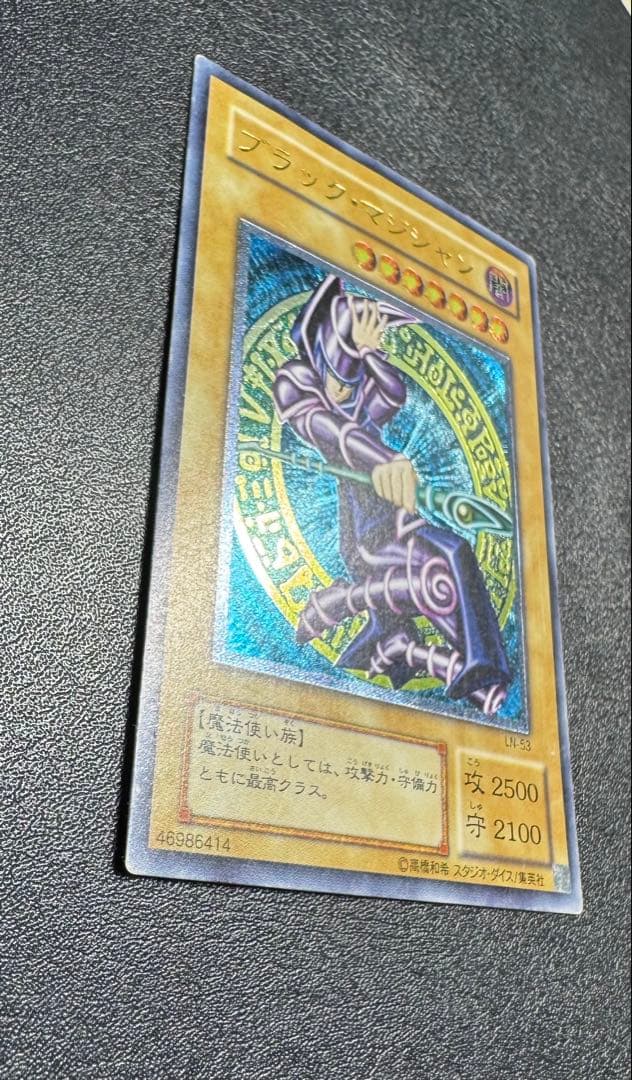 ブラック・マジシャン
闇
LN-53
【魔法使い族】
魔法使いとしては、攻撃力・守備力
ともに最高クラス。
攻 2500
守 2100
46986414
©高橋和希 スタジオ・ダイス/集英社